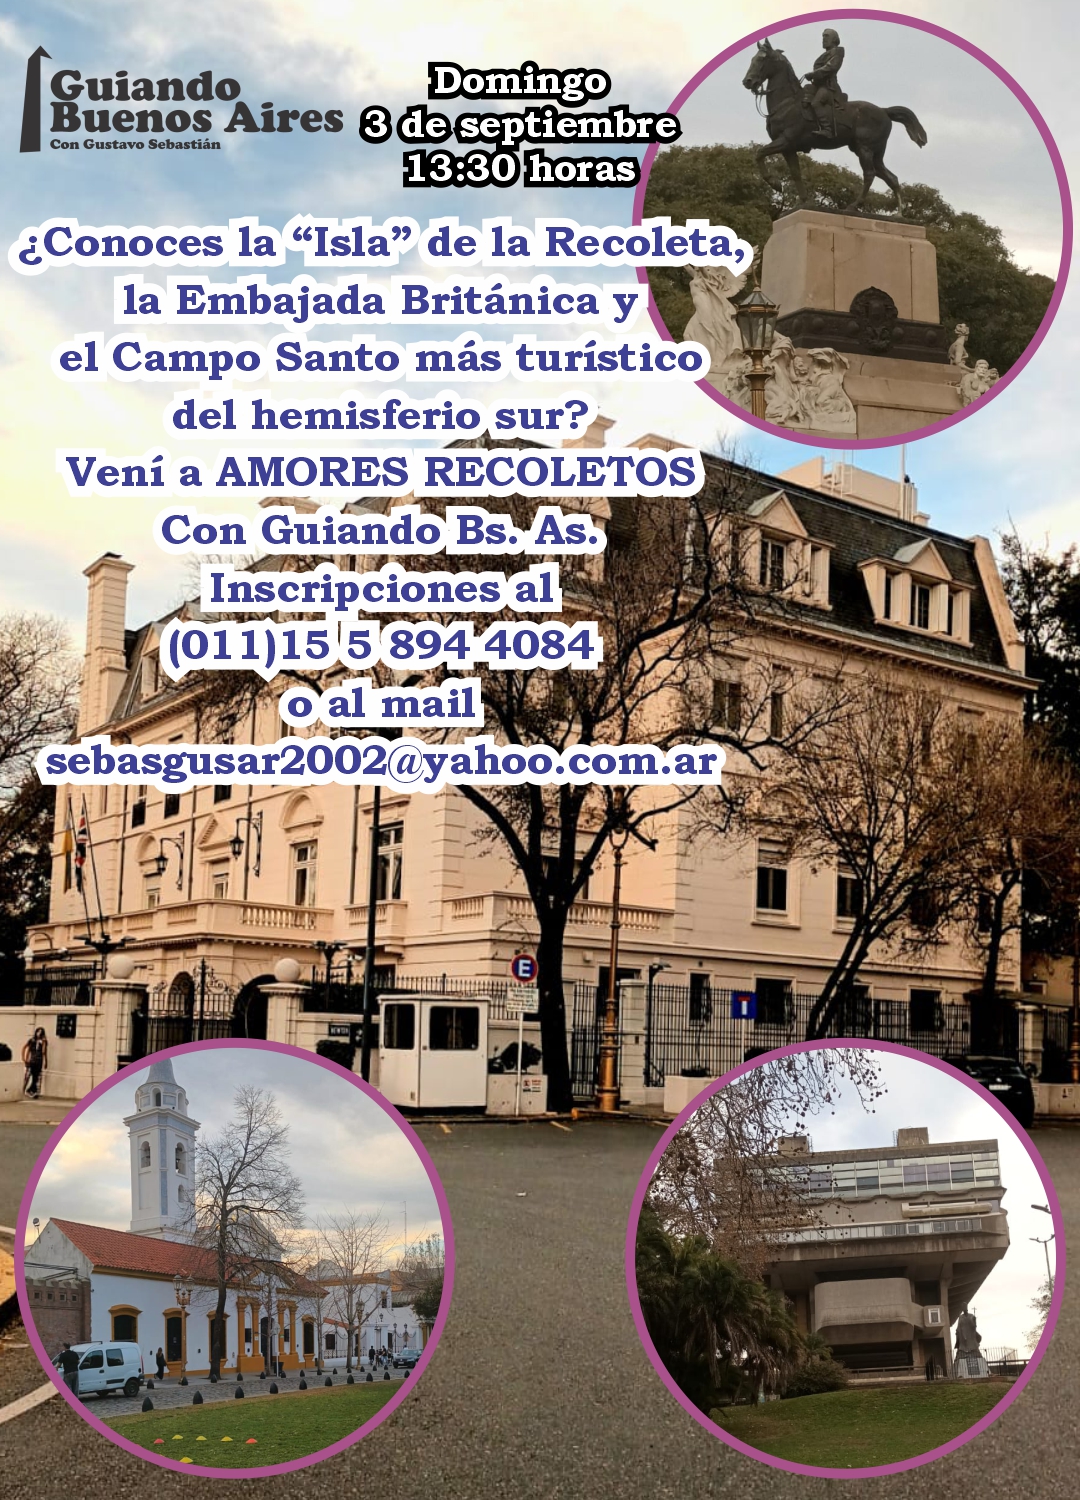 Guiando
Buenos Aires
Con Gustavo Sebastián
Domingo
3 de septiembre
13:30 horas
¿Conoces la “Isla” de la Recoleta,
la Embajada Británica y
el Campo Santo más turístico
del hemisferio sur?
Vení a AMORES RECOLETOS
Con Guiando Bs. As.
Inscripciones al
(011)15 5 894 4084
o al mail
sebasgusar2002@yahoo.com.ar
E